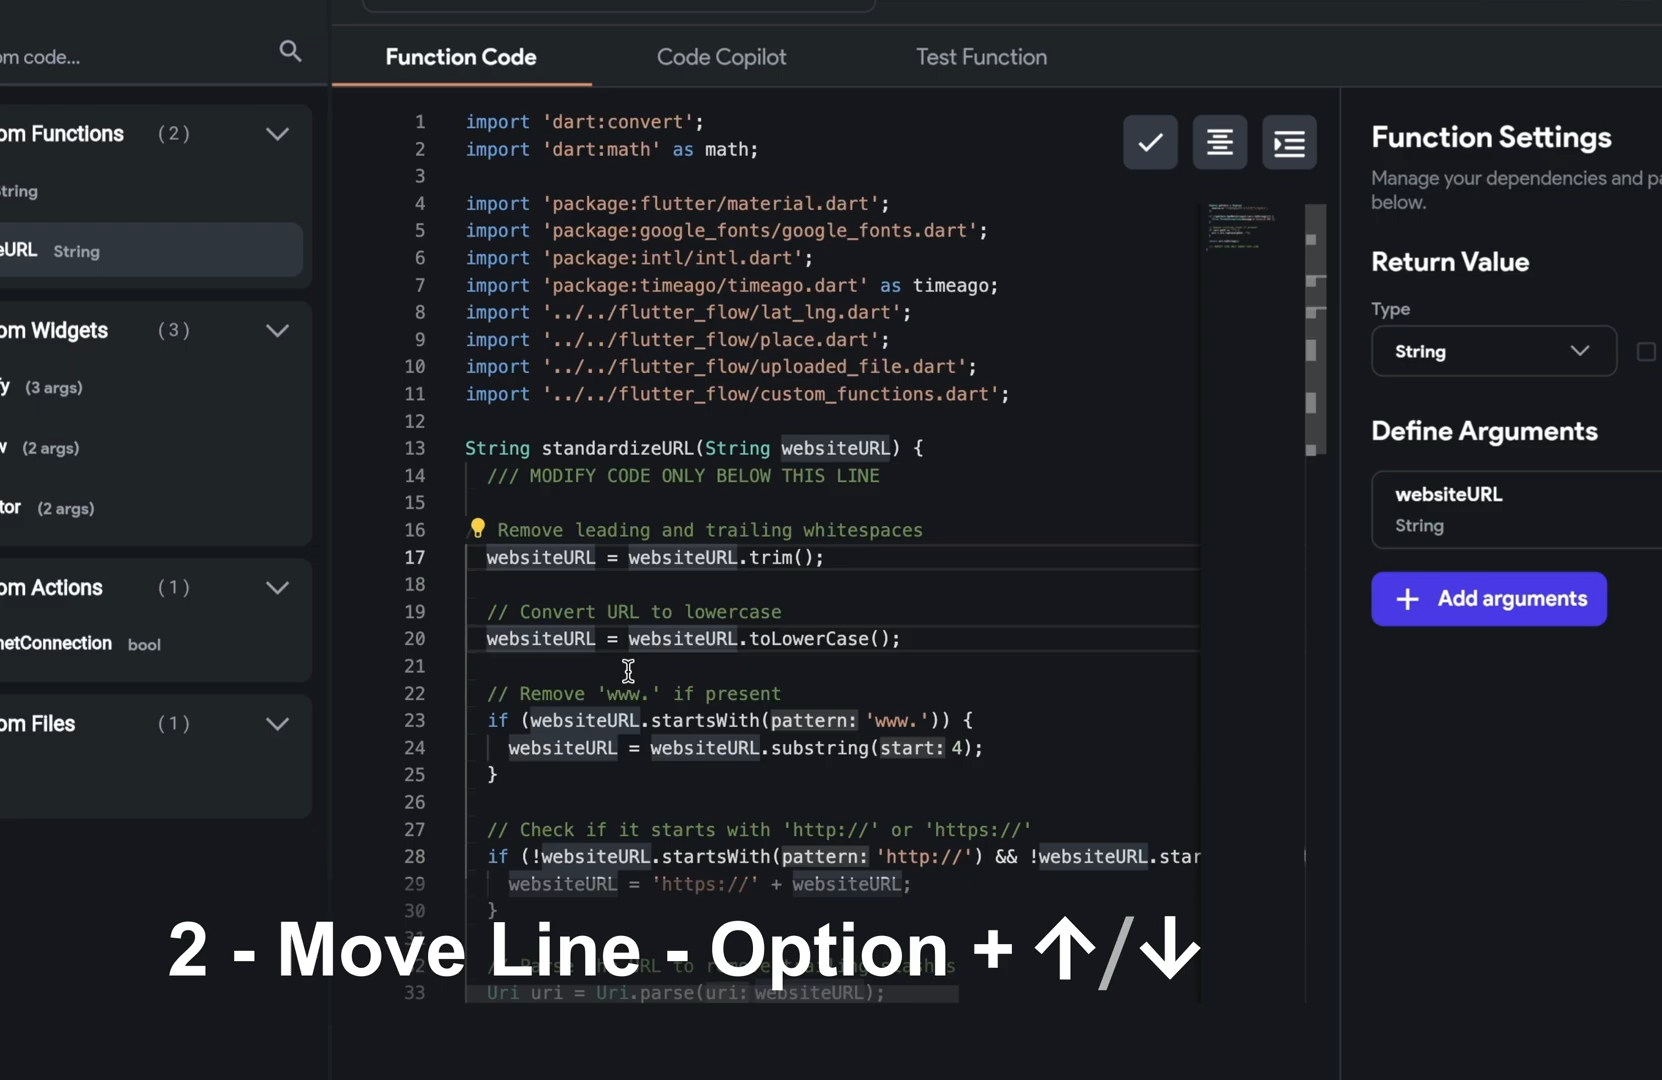 om code...
Function Code
Code Copilot
Test Function
om Functions (2)
tring
eURL String
om Widgets (3)
fy (3 args)
w (2 args)
tor (2 args)
om Actions (1)
netConnection bool
om Files (1)
1 import 'dart:convert';
2 import 'dart:math' as math;
3
4 import 'package:flutter/material.dart';
5 import 'package:google_fonts/google_fonts.dart';
6 import 'package:intl/intl.dart';
7 import 'package:timeago/timeago.dart' as timeago;
8 import '../../flutter_flow/lat_lng.dart';
9 import '../../flutter_flow/place.dart';
10 import '../../flutter_flow/uploaded_file.dart';
11 import '../../flutter_flow/custom_functions.dart';
12
13 String standardizeURL(String websiteURL) {
14 /// MODIFY CODE ONLY BELOW THIS LINE
15
16 Remove leading and trailing whitespaces
17 websiteURL = websiteURL.trim();
18
19 // Convert URL to lowercase
20 websiteURL = websiteURL.toLowerCase();
21
22 // Remove 'www.' if present
23 if (websiteURL.startsWith(pattern: 'www.')) {
24 websiteURL = websiteURL.substring(start: 4);
25 }
26
27 // Check if it starts with 'http://' or 'https://'
28 if (!websiteURL.startsWith(pattern: 'http://') && !websiteURL.star
29 websiteURL = 'https://' + websiteURL;
30 }
2 - Move Line - Option + ↑/↓
33 Uri uri = Uri.parse(uri: websiteURL);
Function Settings
Manage your dependencies and pa
below.
Return Value
Type
String
Define Arguments
websiteURL
String
+ Add arguments